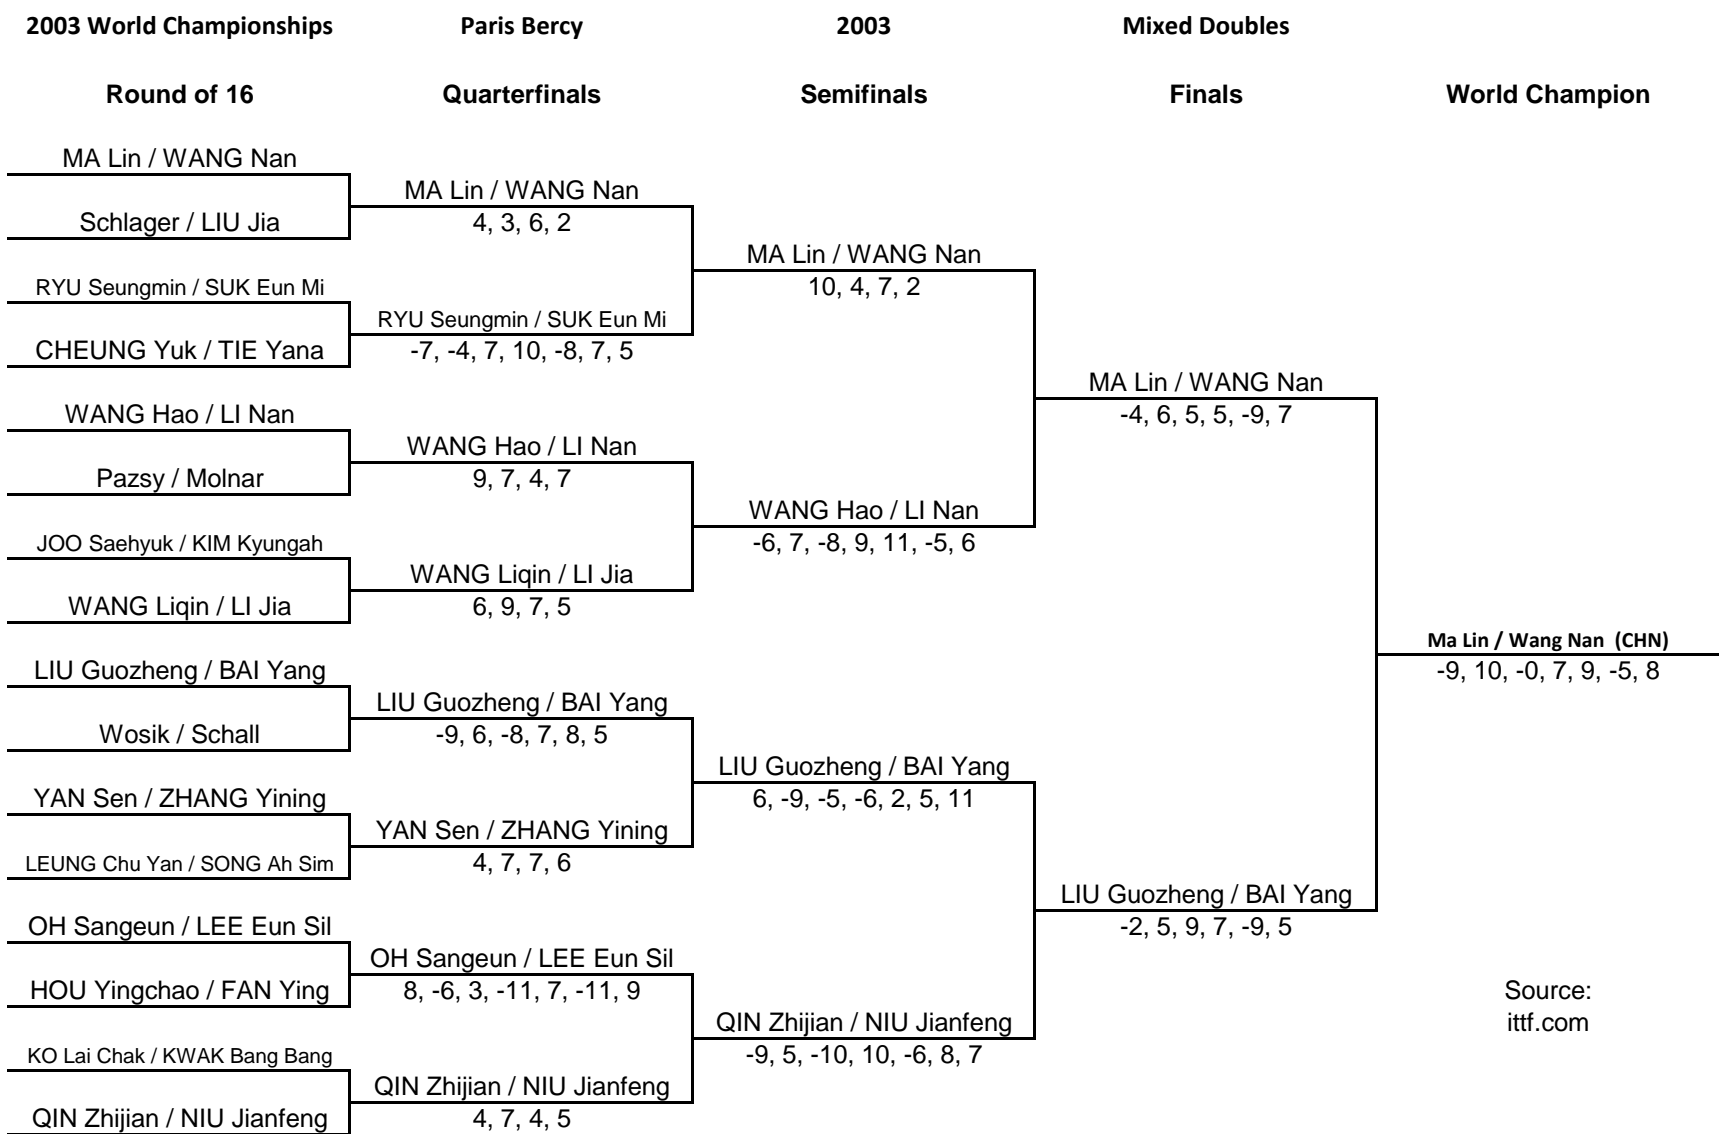 2003 World Championships Paris Bercy 2003 Mixed Doubles
Round of 16 Quarterfinals Semifinals Finals World Champion
MA Lin / WANG Nan
MA Lin / WANG Nan
Schlager / LIU Jia
4, 3, 6, 2
MA Lin / WANG Nan
RYU Seungmin / SUK Eun Mi
10, 4, 7, 2
RYU Seungmin / SUK Eun Mi
CHEUNG Yuk / TIE Yana
-7, -4, 7, 10, -8, 7, 5
MA Lin / WANG Nan
WANG Hao / LI Nan
-4, 6, 5, 5, -9, 7
WANG Hao / LI Nan
Pazsy / Molnar
9, 7, 4, 7
WANG Hao / LI Nan
JOO Saehyuk / KIM Kyungah
-6, 7, -8, 9, 11, -5, 6
WANG Liqin / LI Jia
WANG Liqin / LI Jia
6, 9, 7, 5
Ma Lin / Wang Nan (CHN)
LIU Guozheng / BAI Yang
-9, 10, -0, 7, 9, -5, 8
LIU Guozheng / BAI Yang
Wosik / Schall
-9, 6, -8, 7, 8, 5
LIU Guozheng / BAI Yang
YAN Sen / ZHANG Yining
6, -9, -5, -6, 2, 5, 11
YAN Sen / ZHANG Yining
LEUNG Chu Yan / SONG Ah Sim
4, 7, 7, 6
LIU Guozheng / BAI Yang
OH Sangeun / LEE Eun Sil
-2, 5, 9, 7, -9, 5
OH Sangeun / LEE Eun Sil
HOU Yingchao / FAN Ying
8, -6, 3, -11, 7, -11, 9
Source:
QIN Zhijian / NIU Jianfeng
ittf.com
KO Lai Chak / KWAK Bang Bang
-9, 5, -10, 10, -6, 8, 7
QIN Zhijian / NIU Jianfeng
QIN Zhijian / NIU Jianfeng
4, 7, 4, 5